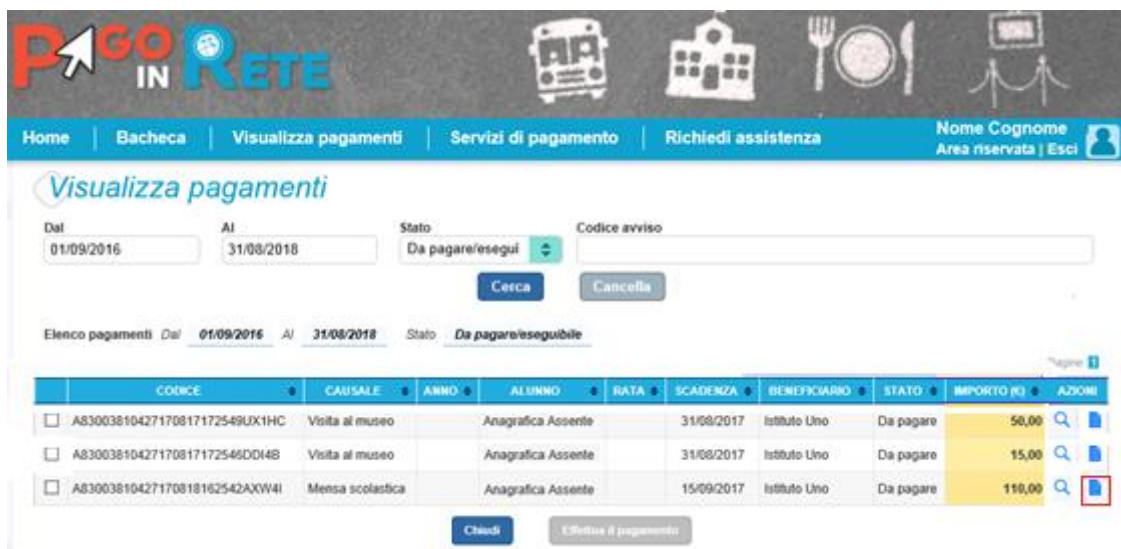 PAGO
IN RETE
Home | Bacheca | Visualizza pagamenti | Servizi di pagamento | Richiedi assistenza
Nome Cognome
Area riservata | Esci
Visualizza pagamenti
Dal Al Stato Codice avviso
01/09/2016 31/08/2018 Da pagare/esegui
Cerca Cancella
Elenco pagamenti Dal 01/09/2016 Al 31/08/2018 Stato Da pagare/eseguibile
Pagine 1
CODICE CAUSALE ANNO ALUNNO RATA SCADENZA BENEFICIARIO STATO IMPORTO (€) AZIONI
A83003810427170817172549UX1HC Visita al museo Anagrafica Assente 31/08/2017 Istituto Uno Da pagare 50,00
A83003810427170817172546DDI4B Visita al museo Anagrafica Assente 31/08/2017 Istituto Uno Da pagare 15,00
A83003810427170818162542AXW4I Mensa scolastica Anagrafica Assente 15/09/2017 Istituto Uno Da pagare 110,00
Chiudi Effettua il pagamento